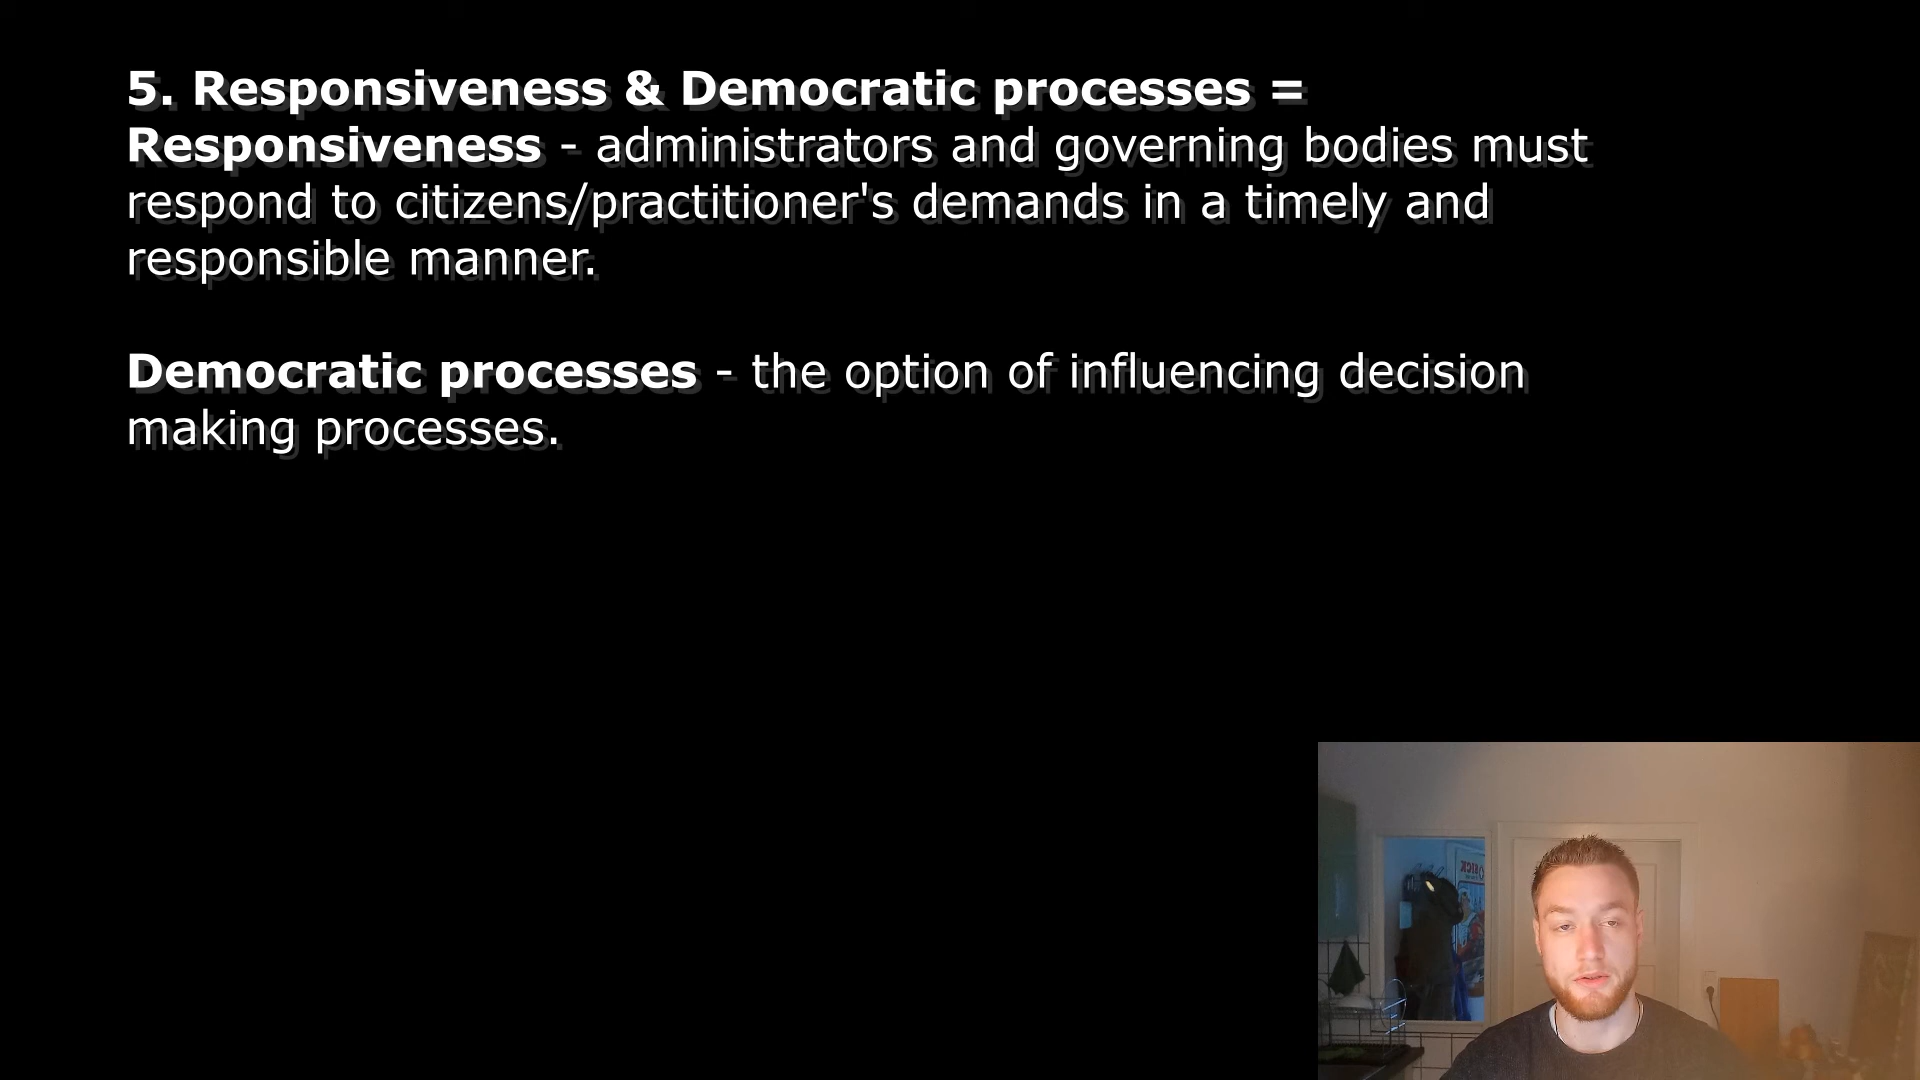 5. Responsiveness & Democratic processes =
Responsiveness - administrators and governing bodies must
respond to citizens/practitioner's demands in a timely and
responsible manner.
Democratic processes - the option of influencing decision
making processes.